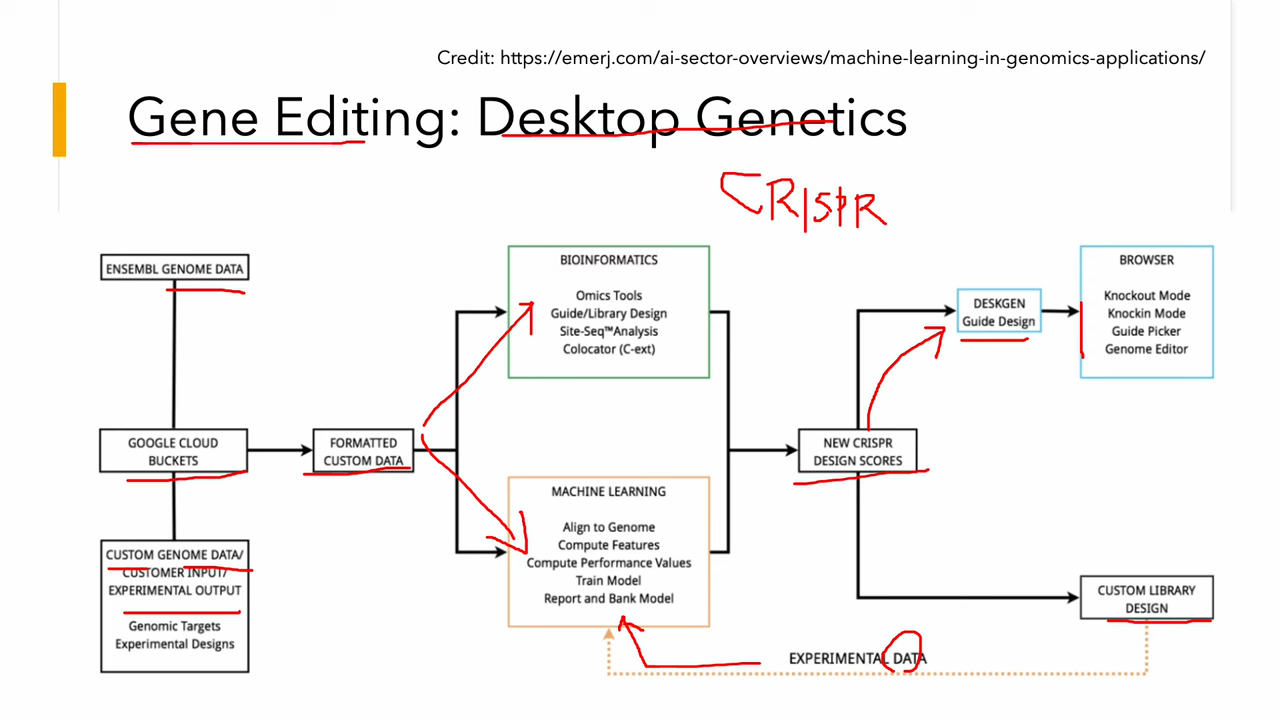 Credit: https://emerj.com/ai-sector-overviews/machine-learning-in-genomics-applications/
Gene Editing: Desktop Genetics
CRISPR
ENSEMBL GENOME DATA
GOOGLE CLOUD
BUCKETS
CUSTOM GENOME DATA/
CUSTOMER INPUT/
EXPERIMENTAL OUTPUT
Genomic Targets
Experimental Designs
FORMATTED
CUSTOM DATA
BIOINFORMATICS
Omics Tools
Guide/Library Design
Site-Seq™Analysis
Colocator (C-ext)
MACHINE LEARNING
Align to Genome
Compute Features
Compute Performance Values
Train Model
Report and Bank Model
NEW CRISPR
DESIGN SCORES
DESKGEN
Guide Design
BROWSER
Knockout Mode
Knockin Mode
Guide Picker
Genome Editor
CUSTOM LIBRARY
DESIGN
EXPERIMENTAL DATA